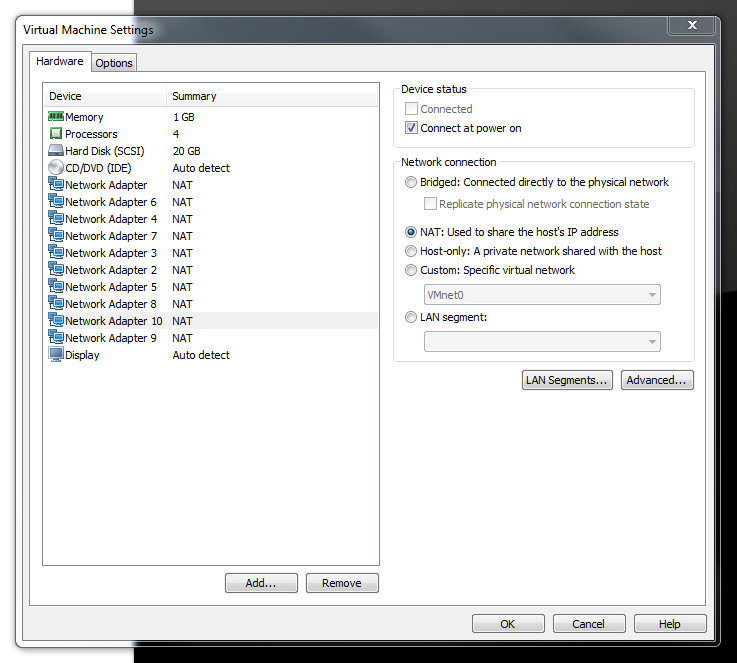 Virtual Machine Settings
x
Hardware
Options
Device Summary
Memory 1 GB
Processors 4
Hard Disk (SCSI) 20 GB
CD/DVD (IDE) Auto detect
Network Adapter NAT
Network Adapter 6 NAT
Network Adapter 4 NAT
Network Adapter 7 NAT
Network Adapter 3 NAT
Network Adapter 2 NAT
Network Adapter 5 NAT
Network Adapter 8 NAT
Network Adapter 10 NAT
Network Adapter 9 NAT
Display Auto detect
Add...
Remove
Device status
Connected
Connect at power on
Network connection
Bridged: Connected directly to the physical network
Replicate physical network connection state
NAT: Used to share the host's IP address
Host-only: A private network shared with the host
Custom: Specific virtual network
VMnet0
LAN segment:
LAN Segments...
Advanced...
OK
Cancel
Help